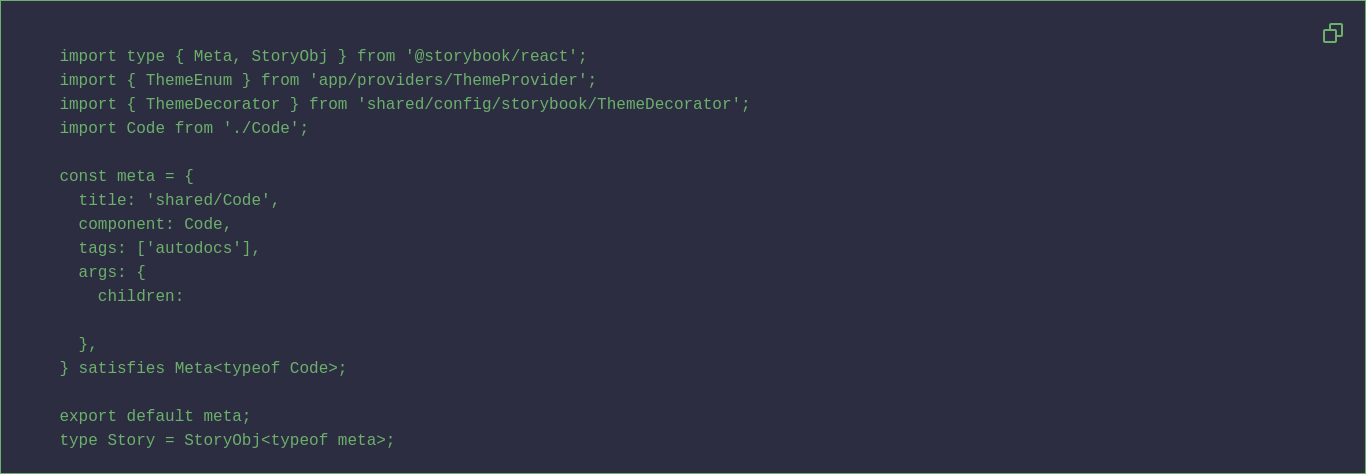 import type { Meta, StoryObj } from '@storybook/react';
import { ThemeEnum } from 'app/providers/ThemeProvider';
import { ThemeDecorator } from 'shared/config/storybook/ThemeDecorator';
import Code from './Code';

const meta = {
  title: 'shared/Code',
  component: Code,
  tags: ['autodocs'],
  args: {
    children:

  },
} satisfies Meta<typeof Code>;

export default meta;
type Story = StoryObj<typeof meta>;